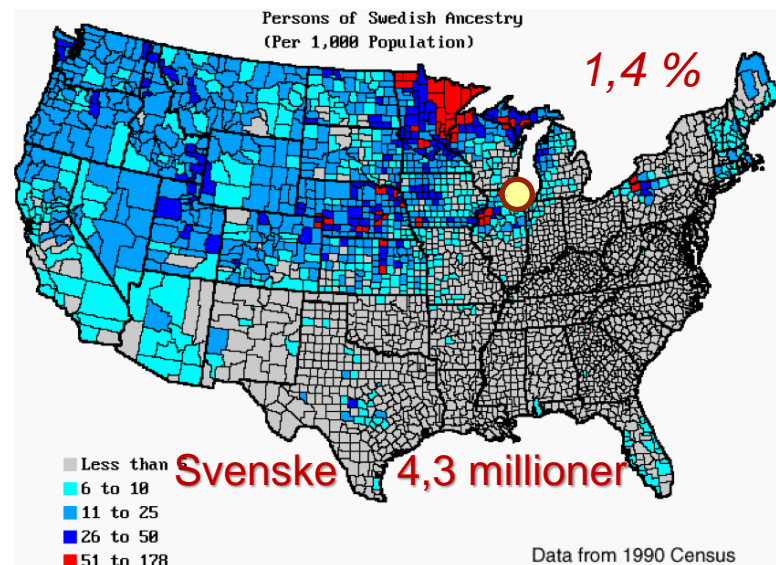 Persons of Swedish Ancestry
(Per 1,000 Population)
1,4 %
Less than
Svenske 4,3 millioner
6 to 10
11 to 25
26 to 50
51 to 178
Data from 1990 Census